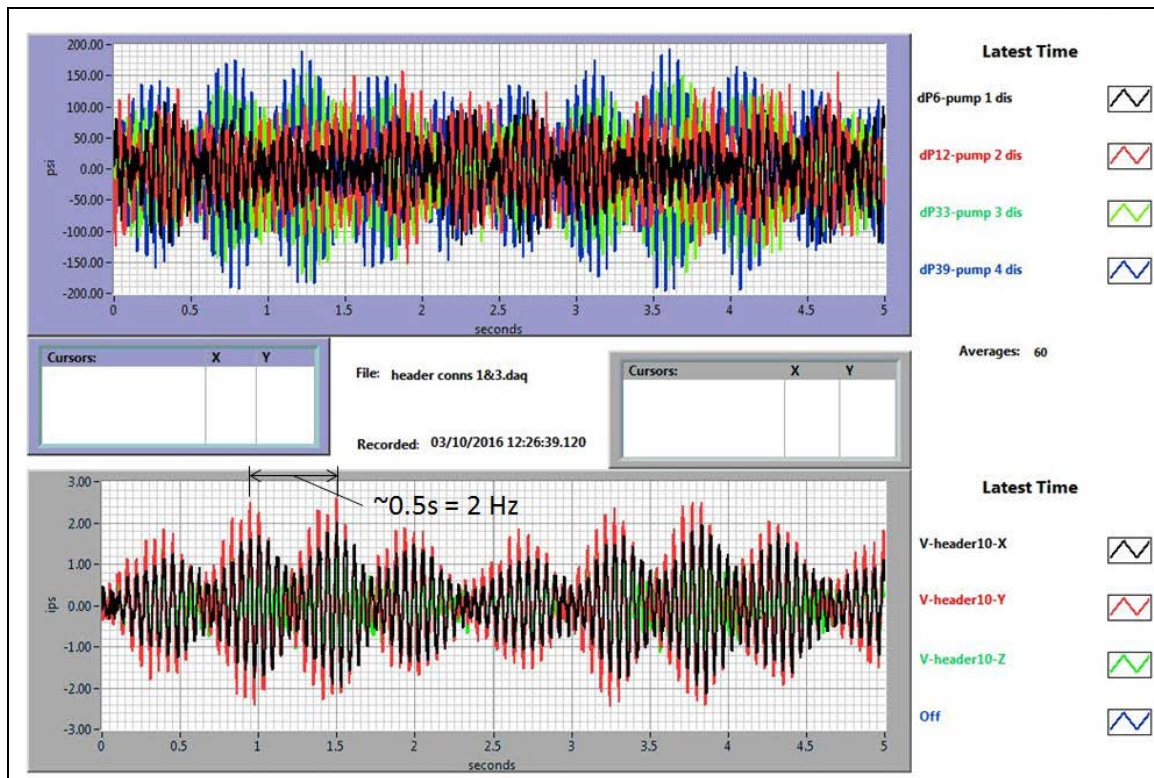 200.00
150.00
100.00
50.00
0.00
-50.00
-100.00
-150.00
-200.00
psi
0 0.5 1 1.5 2 2.5 3 3.5 4 4.5 5
seconds
Latest Time
dP6-pump 1 dis
dP12-pump 2 dis
dP33-pump 3 dis
dP39-pump 4 dis
Cursors: X Y
File: header conns 1&3.daq
Recorded: 03/10/2016 12:26:39.120
Cursors: X Y
Averages: 60
3.00
2.00
1.00
0.00
-1.00
-2.00
-3.00
ips
~0.5s = 2 Hz
0 0.5 1 1.5 2 2.5 3 3.5 4 4.5 5
seconds
Latest Time
V-header10-X
V-header10-Y
V-header10-Z
Off